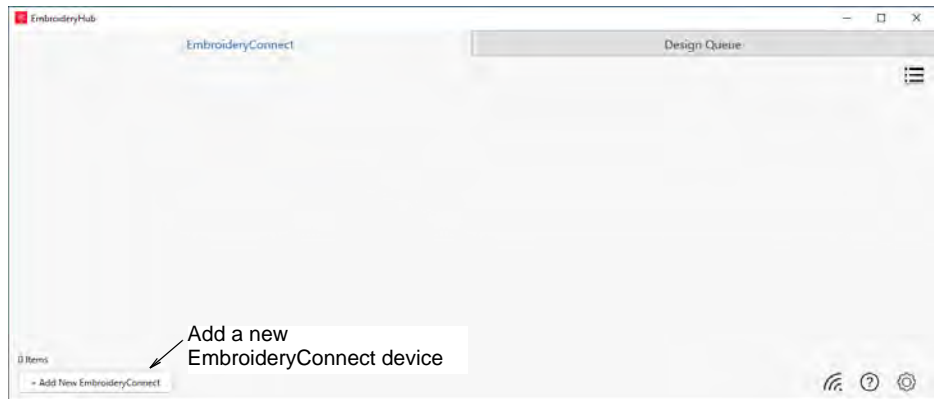 EmbroideryHub
EmbroideryConnect
Design Queue
Add a new
EmbroideryConnect device
0 Items
+ Add New EmbroideryConnect